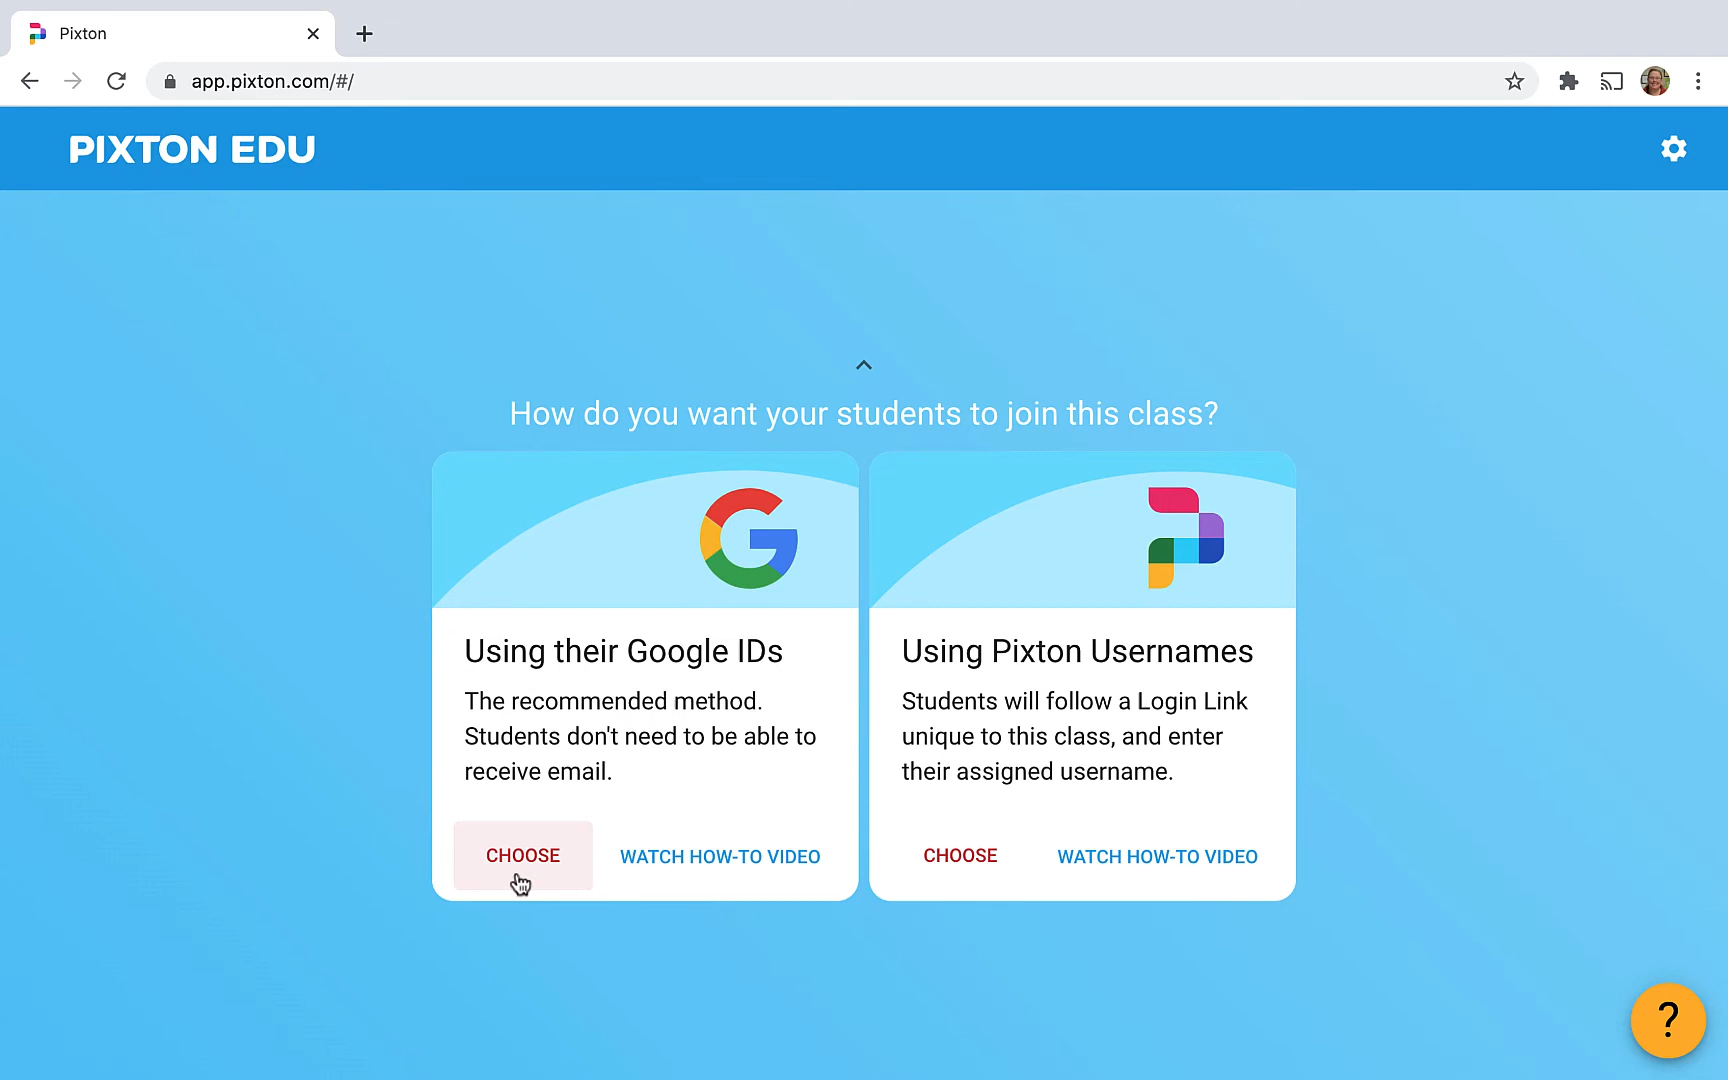 Pixton
app.pixton.com/#/
PIXTON EDU
How do you want your students to join this class?
Using their Google IDs
The recommended method.
Students don't need to be able to
receive email.
CHOOSE
WATCH HOW-TO VIDEO
Using Pixton Usernames
Students will follow a Login Link
unique to this class, and enter
their assigned username.
CHOOSE
WATCH HOW-TO VIDEO
?